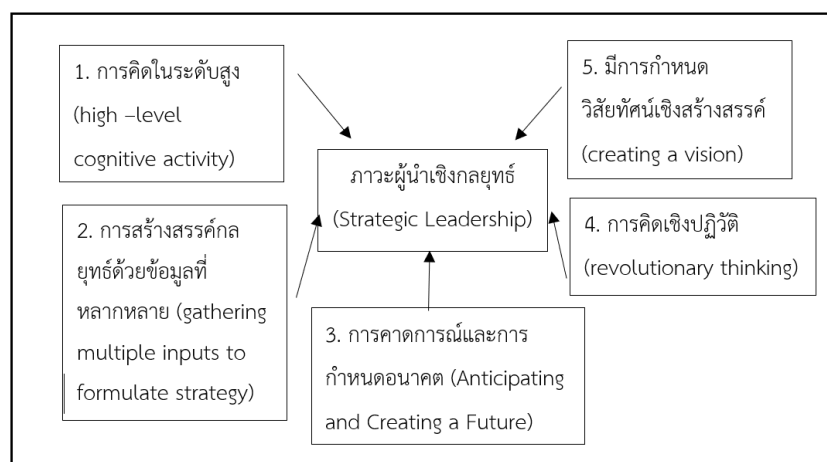 1. การคิดในระดับสูง
(high –level
cognitive activity)
2. การสร้างสรรค์กล
ยุทธ์ด้วยข้อมูลที่
หลากหลาย (gathering
multiple inputs to
formulate strategy)
ภาวะผู้นำเชิงกลยุทธ์
(Strategic Leadership)
3. การคาดการณ์และการ
กำหนดอนาคต (Anticipating
and Creating a Future)
5. มีการกำหนด
วิสัยทัศน์เชิงสร้างสรรค์
(creating a vision)
4. การคิดเชิงปฏิวัติ
(revolutionary thinking)